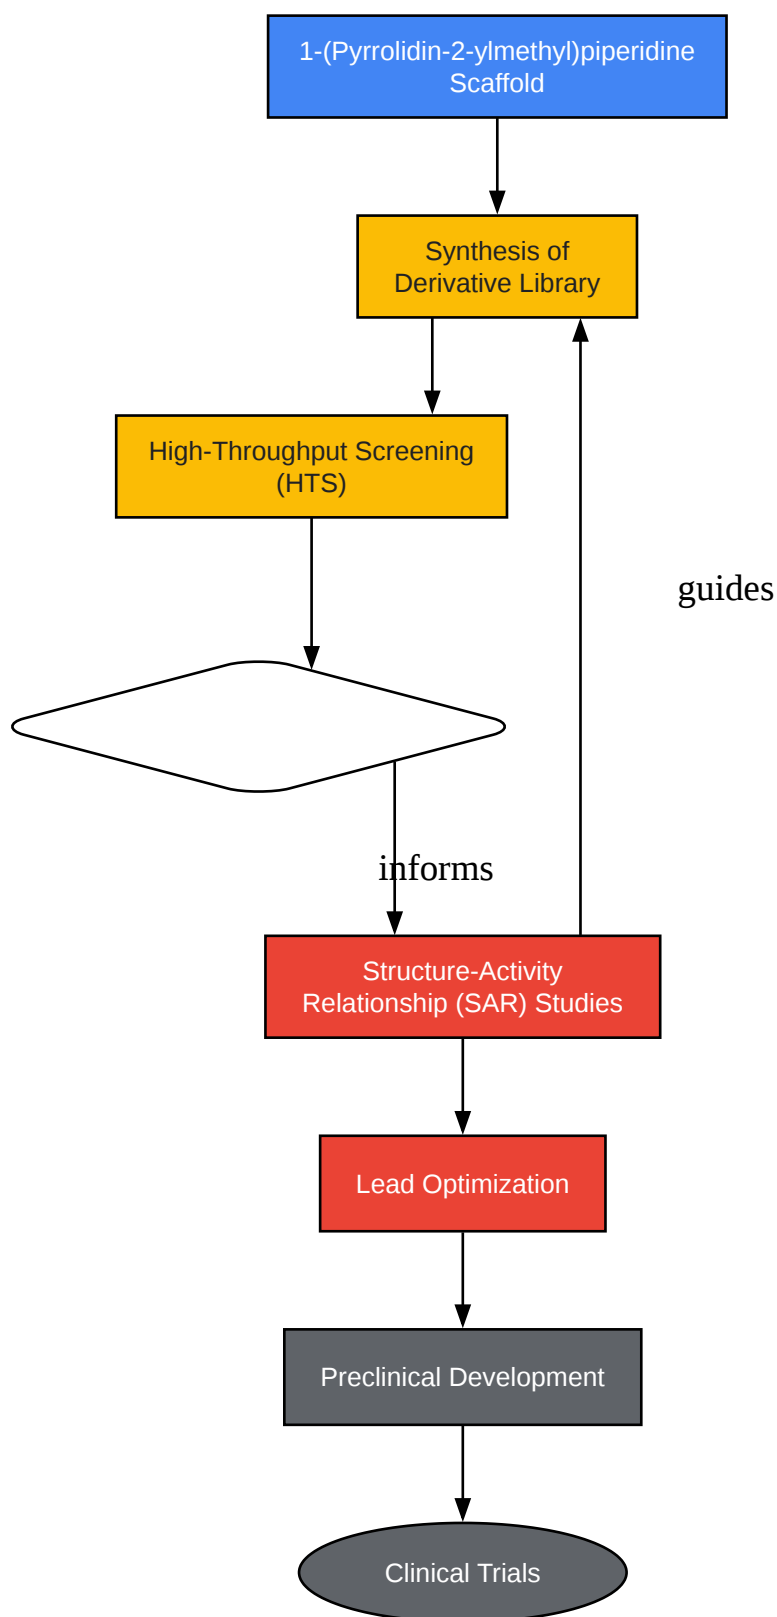 1-(Pyrrolidin-2-ylmethyl)piperidine
Scaffold
Synthesis of
Derivative Library
High-Throughput Screening
(HTS)
guides
informs
Structure-Activity
Relationship (SAR) Studies
Lead Optimization
Preclinical Development
Clinical Trials